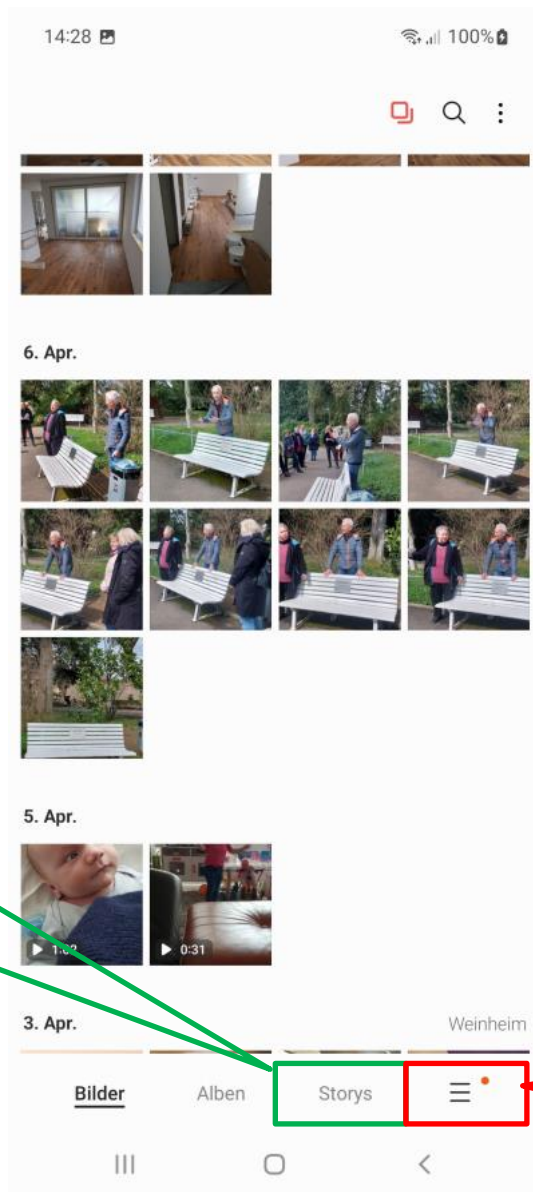 14:28
100%
6. Apr.
5. Apr.
1:02
0:31
3. Apr.
Weinheim
Bilder
Alben
Storys